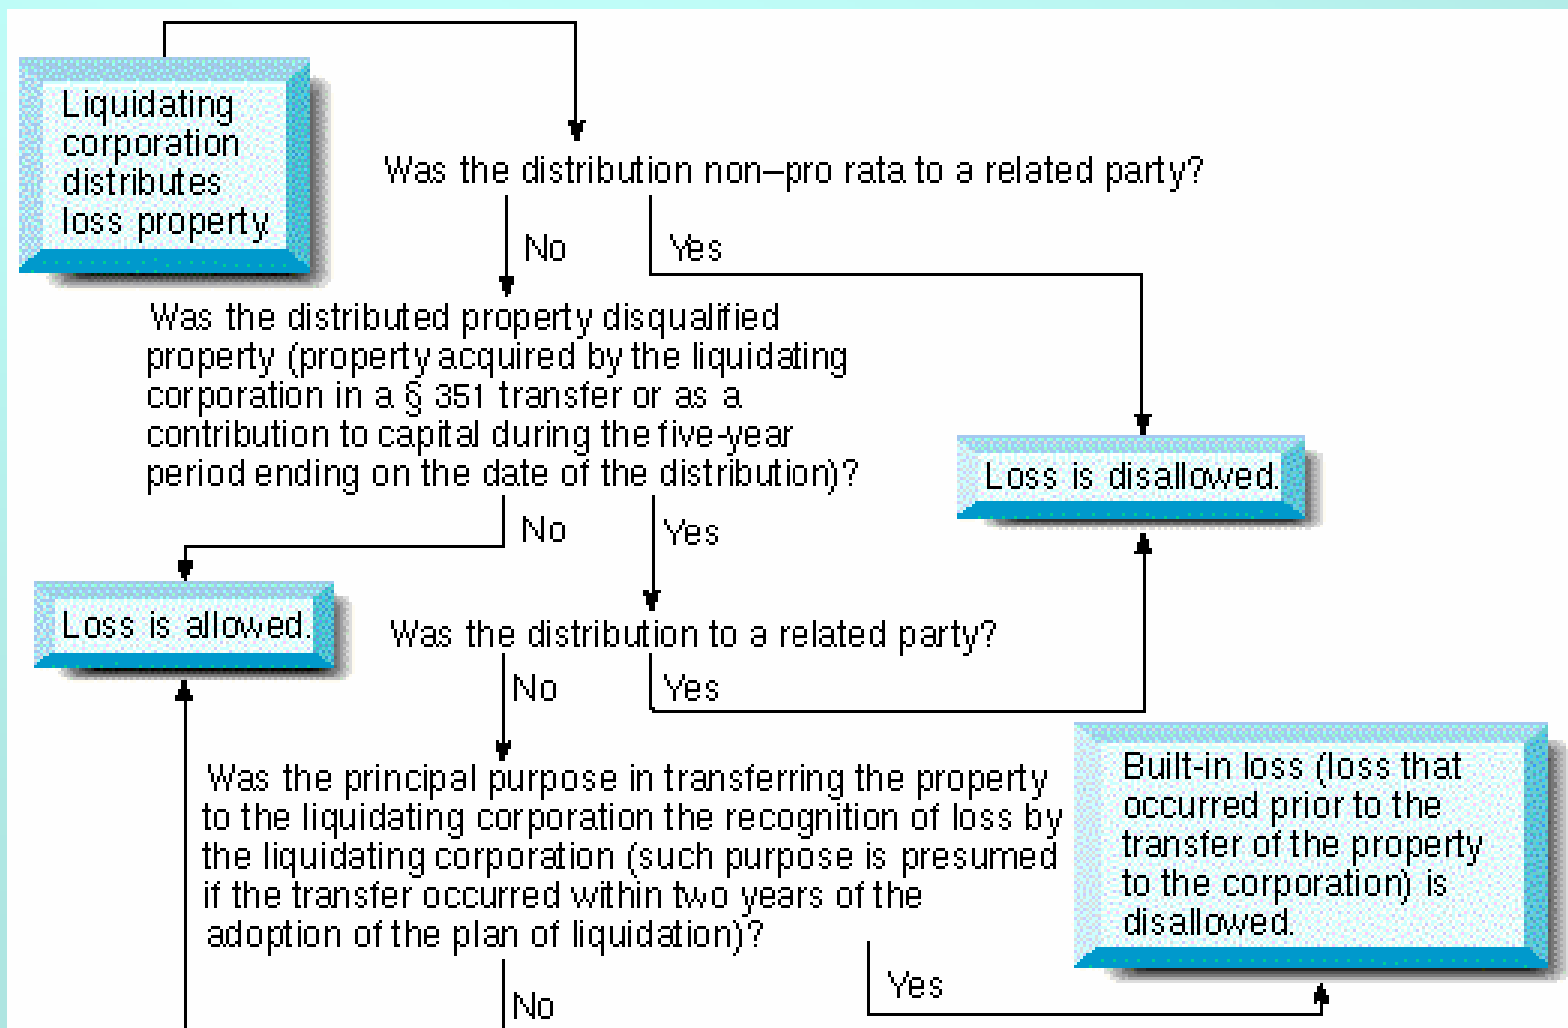 Liquidating
corporation
distributes
loss property.
Was the distribution non–pro rata to a related party?
No
Yes
Was the distributed property disqualified
property (property acquired by the liquidating
corporation in a § 351 transfer or as a
contribution to capital during the five-year
period ending on the date of the distribution)?
Loss is disallowed.
No
Yes
Loss is allowed.
Was the distribution to a related party?
No
Yes
Was the principal purpose in transferring the property
to the liquidating corporation the recognition of loss by
the liquidating corporation (such purpose is presumed
if the transfer occurred within two years of the
adoption of the plan of liquidation)?
Built-in loss (loss that
occurred prior to the
transfer of the property
to the corporation) is
disallowed.
Yes
No